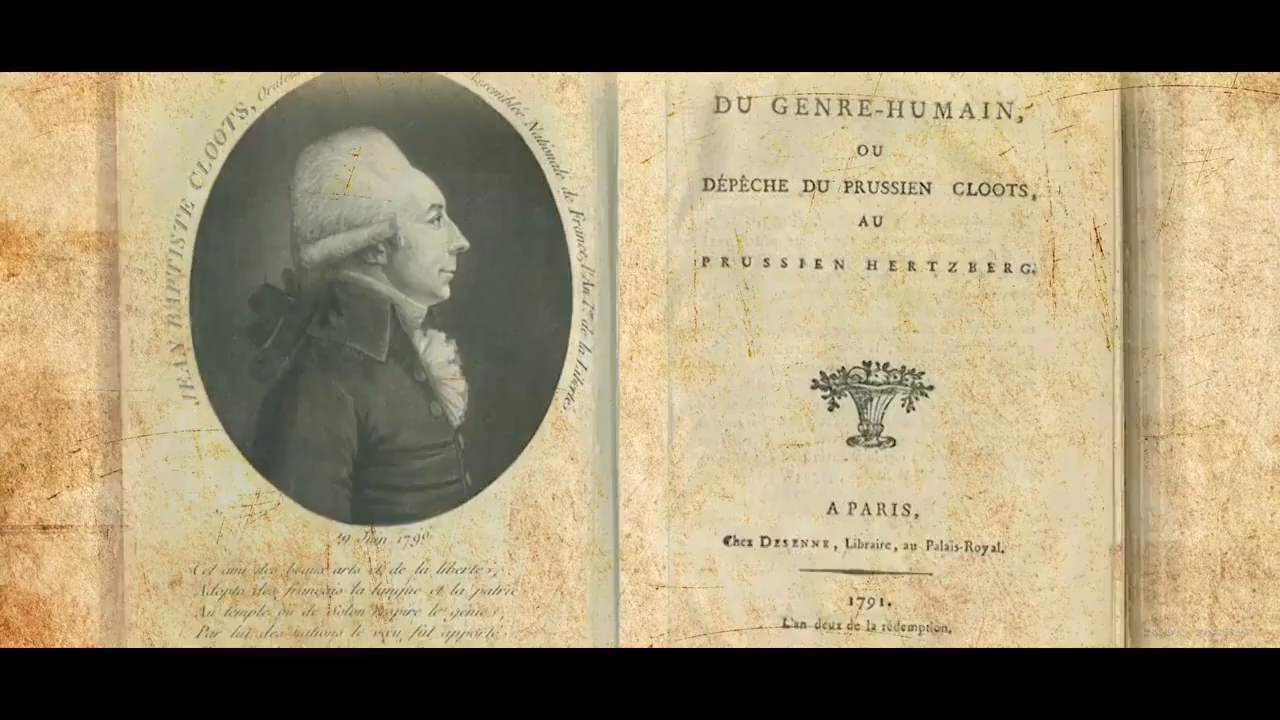 JEAN BAPTISTE CLOOTS, Orateur
Assemblée Nationale de France, l'An 1er. de la Liberté.
19 Juin 1790
Cet ami des beaux arts et de la liberté,
Adopta des français la langue et la patrie
Au temple où de Solon respire le génie
Par lui des nations le vœu fut apporté
DU GENRE-HUMAIN,
OU
DÉPÊCHE DU PRUSSIEN CLOOTS,
AU
PRUSSIEN HERTZBERG.
A PARIS,
Chez DESENNE, Libraire, au Palais-Royal.
1791.
L'an deux de la rédemption.